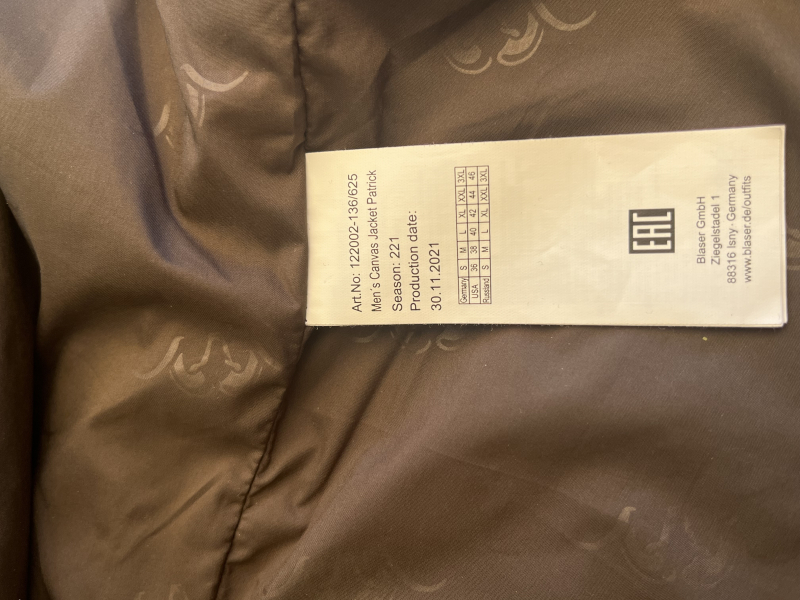 Art.No: 122002-136/625
Men´s Canvas Jacket Patrick
Season: 221
Production date:
30.11.2021
Germany S M L XL XXL 3XL
USA 36 38 40 42 44 46
Russland S M L XL XXL 3XL
EAC
Blaser GmbH
Ziegelstadel 1
88316 Isny · Germany
www.blaser.de/outfits